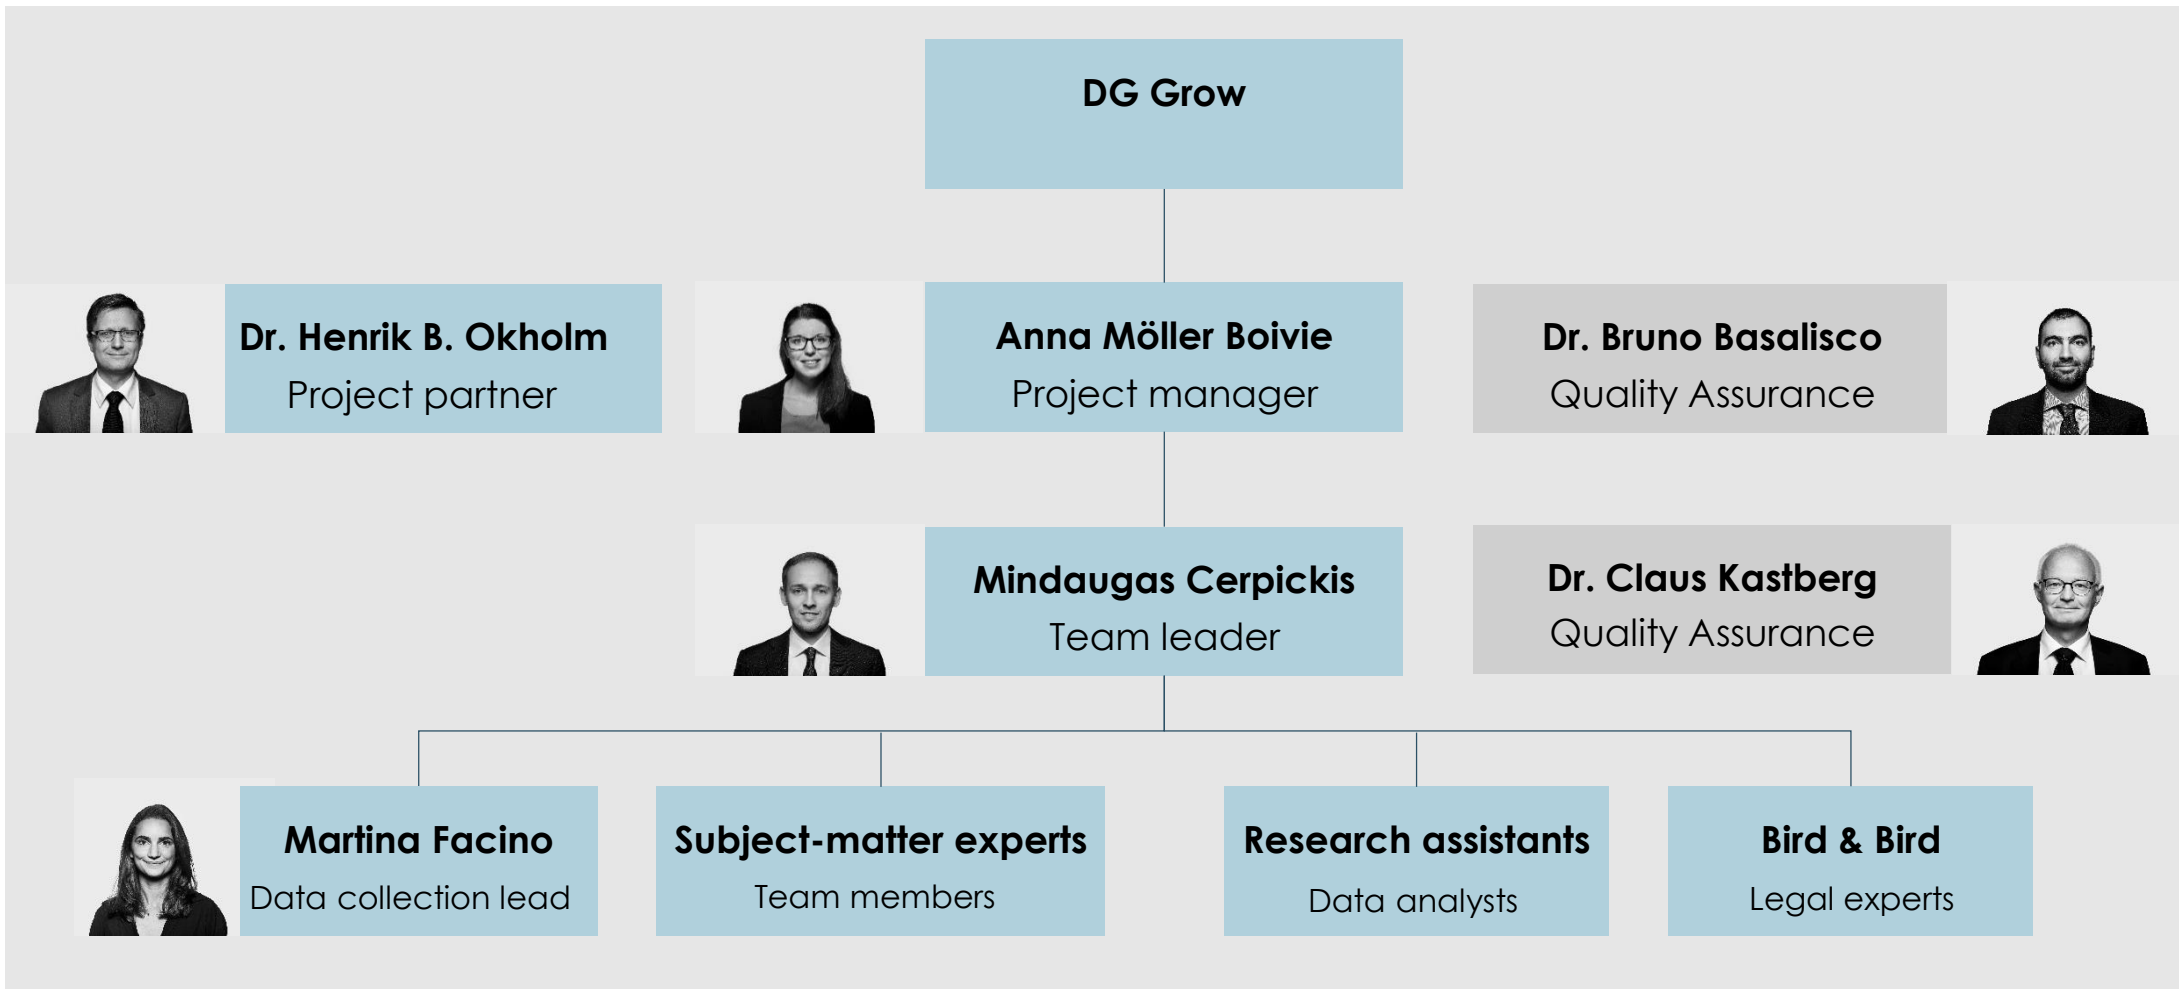 DG Grow
Dr. Henrik B. Okholm
Project partner
Anna Möller Boivie
Project manager
Dr. Bruno Basalisco
Quality Assurance
Mindaugas Cerpickis
Team leader
Dr. Claus Kastberg
Quality Assurance
Martina Facino
Data collection lead
Subject-matter experts
Team members
Research assistants
Data analysts
Bird & Bird
Legal experts